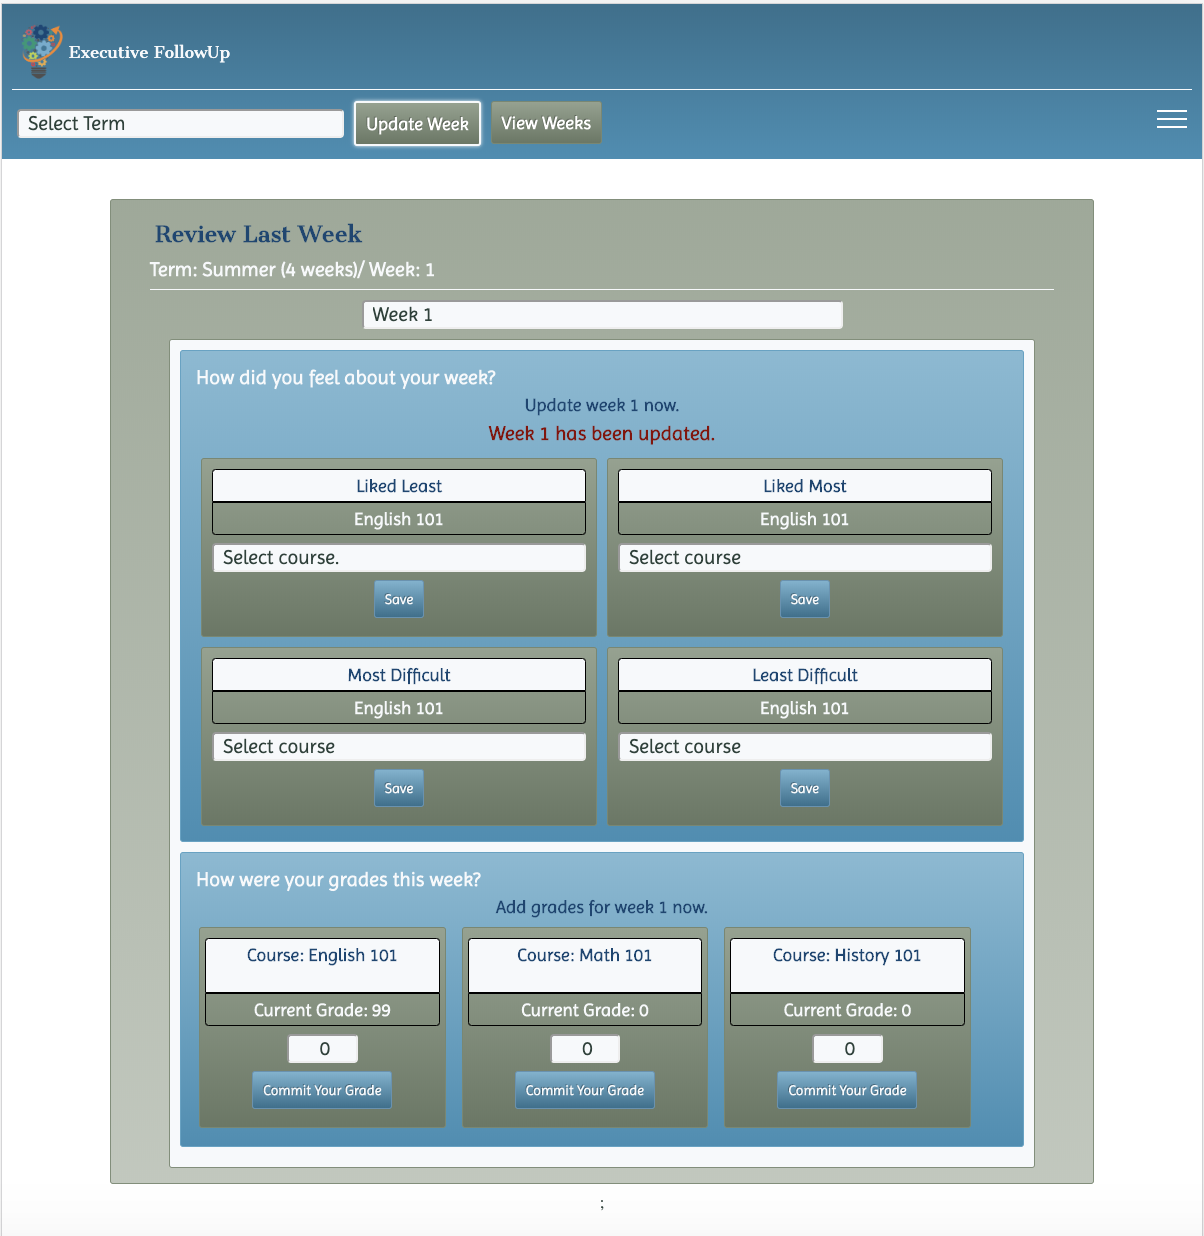 Executive FollowUp
Select Term
Update Week
View Weeks
Review Last Week
Term: Summer (4 weeks)/ Week: 1
Week 1
How did you feel about your week?
Update week 1 now.
Week 1 has been updated.
Liked Least
English 101
Select course.
Save
Liked Most
English 101
Select course
Save
Most Difficult
English 101
Select course
Save
Least Difficult
English 101
Select course
Save
How were your grades this week?
Add grades for week 1 now.
Course: English 101
Current Grade: 99
0
Commit Your Grade
Course: Math 101
Current Grade: 0
0
Commit Your Grade
Course: History 101
Current Grade: 0
0
Commit Your Grade
;